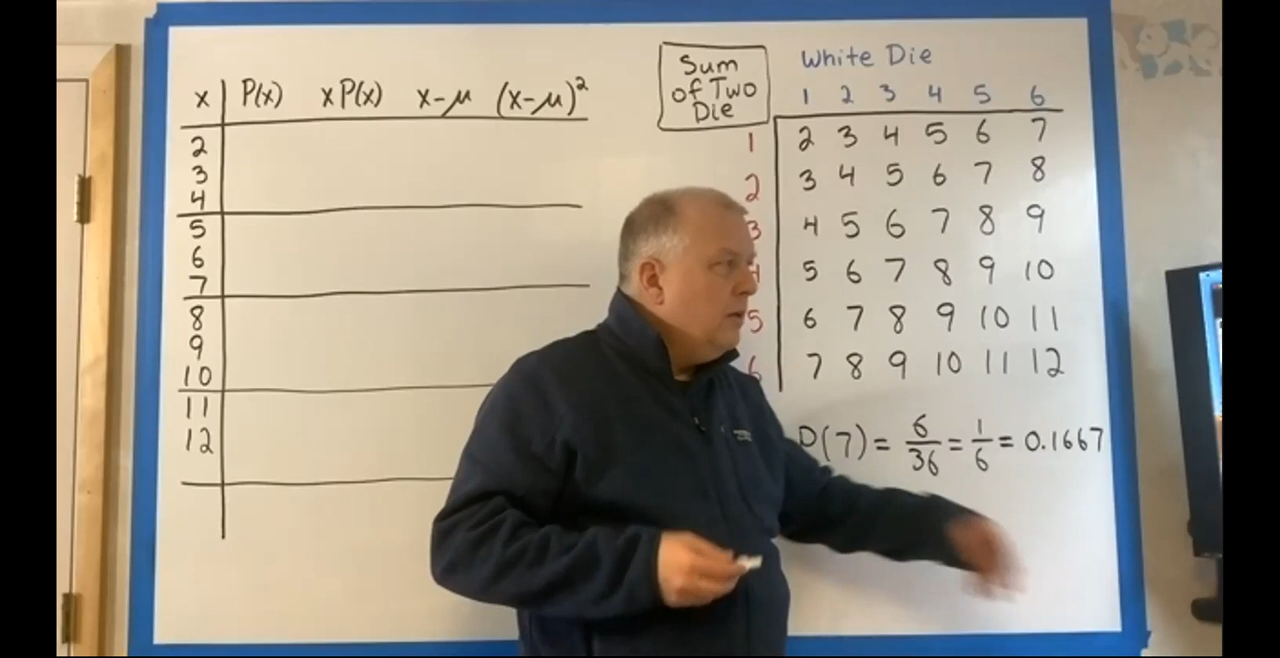 x P(x) xP(x) x-μ (x-μ)²
2
3
4
5
6
7
8
9
10
11
12
Sum
of Two
Die
White Die
1 2 3 4 5 6
1 2 3 4 5 6 7
2 3 4 5 6 7 8
3 4 5 6 7 8 9
4 5 6 7 8 9 10
5 6 7 8 9 10 11
6 7 8 9 10 11 12
P(7) = 6/36 = 1/6 = 0.1667